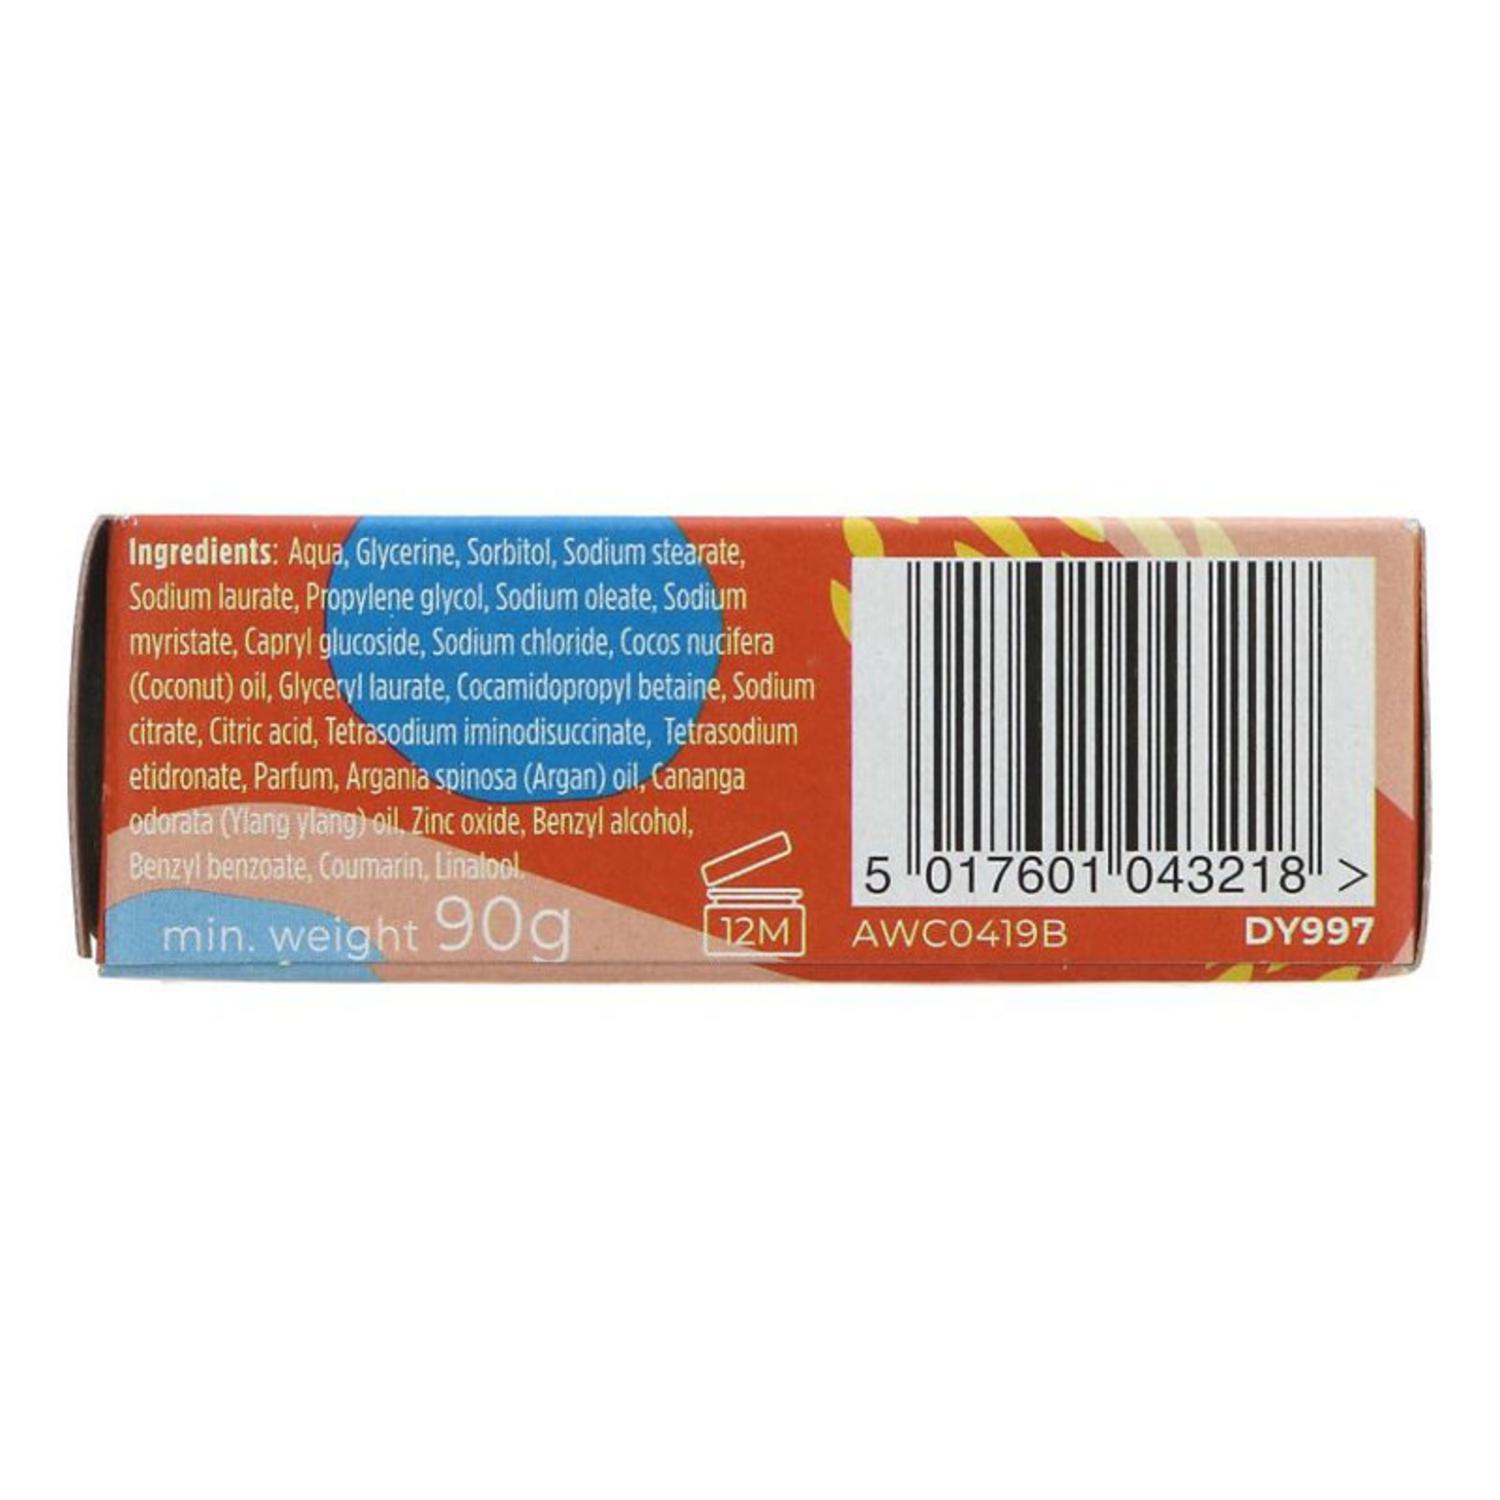 Ingredients: Aqua, Glycerine, Sorbitol, Sodium stearate,
Sodium laurate, Propylene glycol, Sodium oleate, Sodium
myristate, Capryl glucoside, Sodium chloride, Cocos nucifera
(Coconut) oil, Glyceryl laurate, Cocamidopropyl betaine, Sodium
citrate, Citric acid, Tetrasodium iminodisuccinate, Tetrasodium
etidronate, Parfum, Argania spinosa (Argan) oil, Cananga
odorata (Ylang ylang) oil, Zinc oxide, Benzyl alcohol,
Benzyl benzoate, Coumarin, Linalool.
min. weight 90g
12M
5 017601 043218 >
AWC0419B
DY997